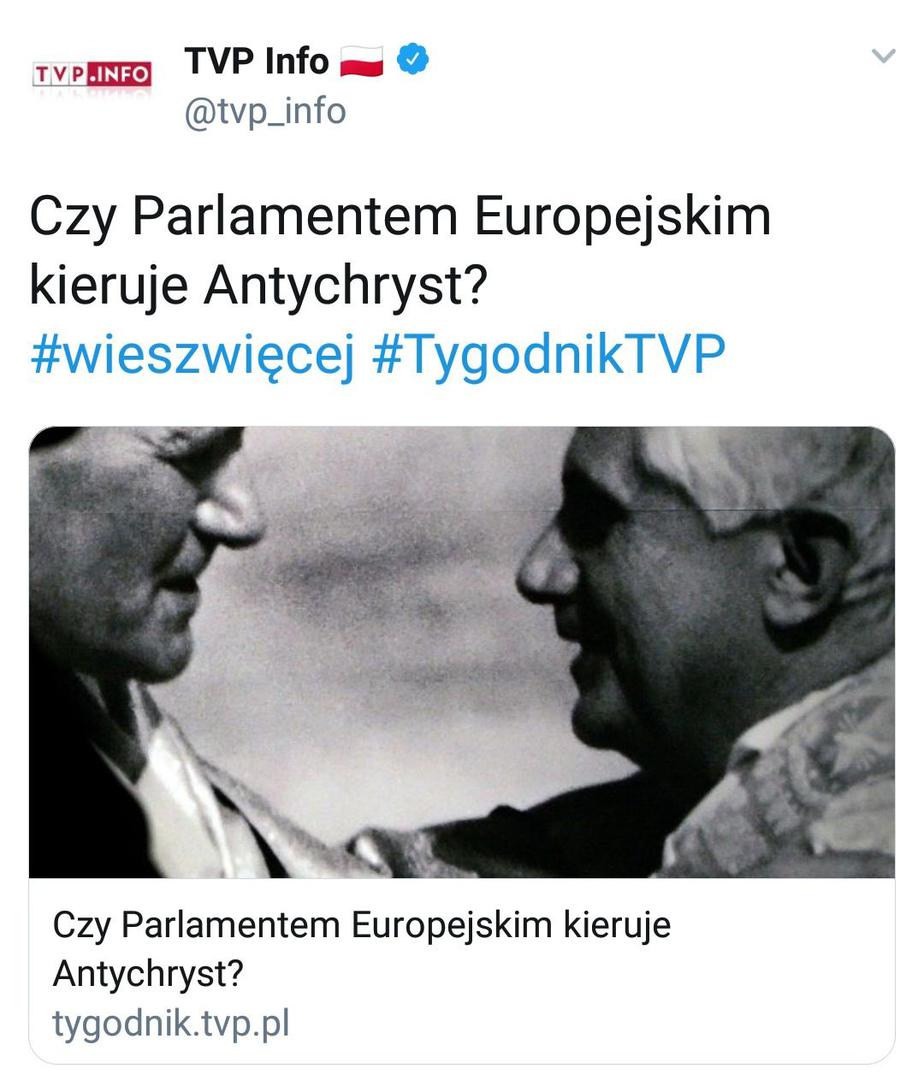 TVP.INFO
TVP Info 🇵🇱
@tvp_info
Czy Parlamentem Europejskim
kieruje Antychryst?
#wieszwięcej #TygodnikTVP
Czy Parlamentem Europejskim kieruje
Antychryst?
tygodnik.tvp.pl